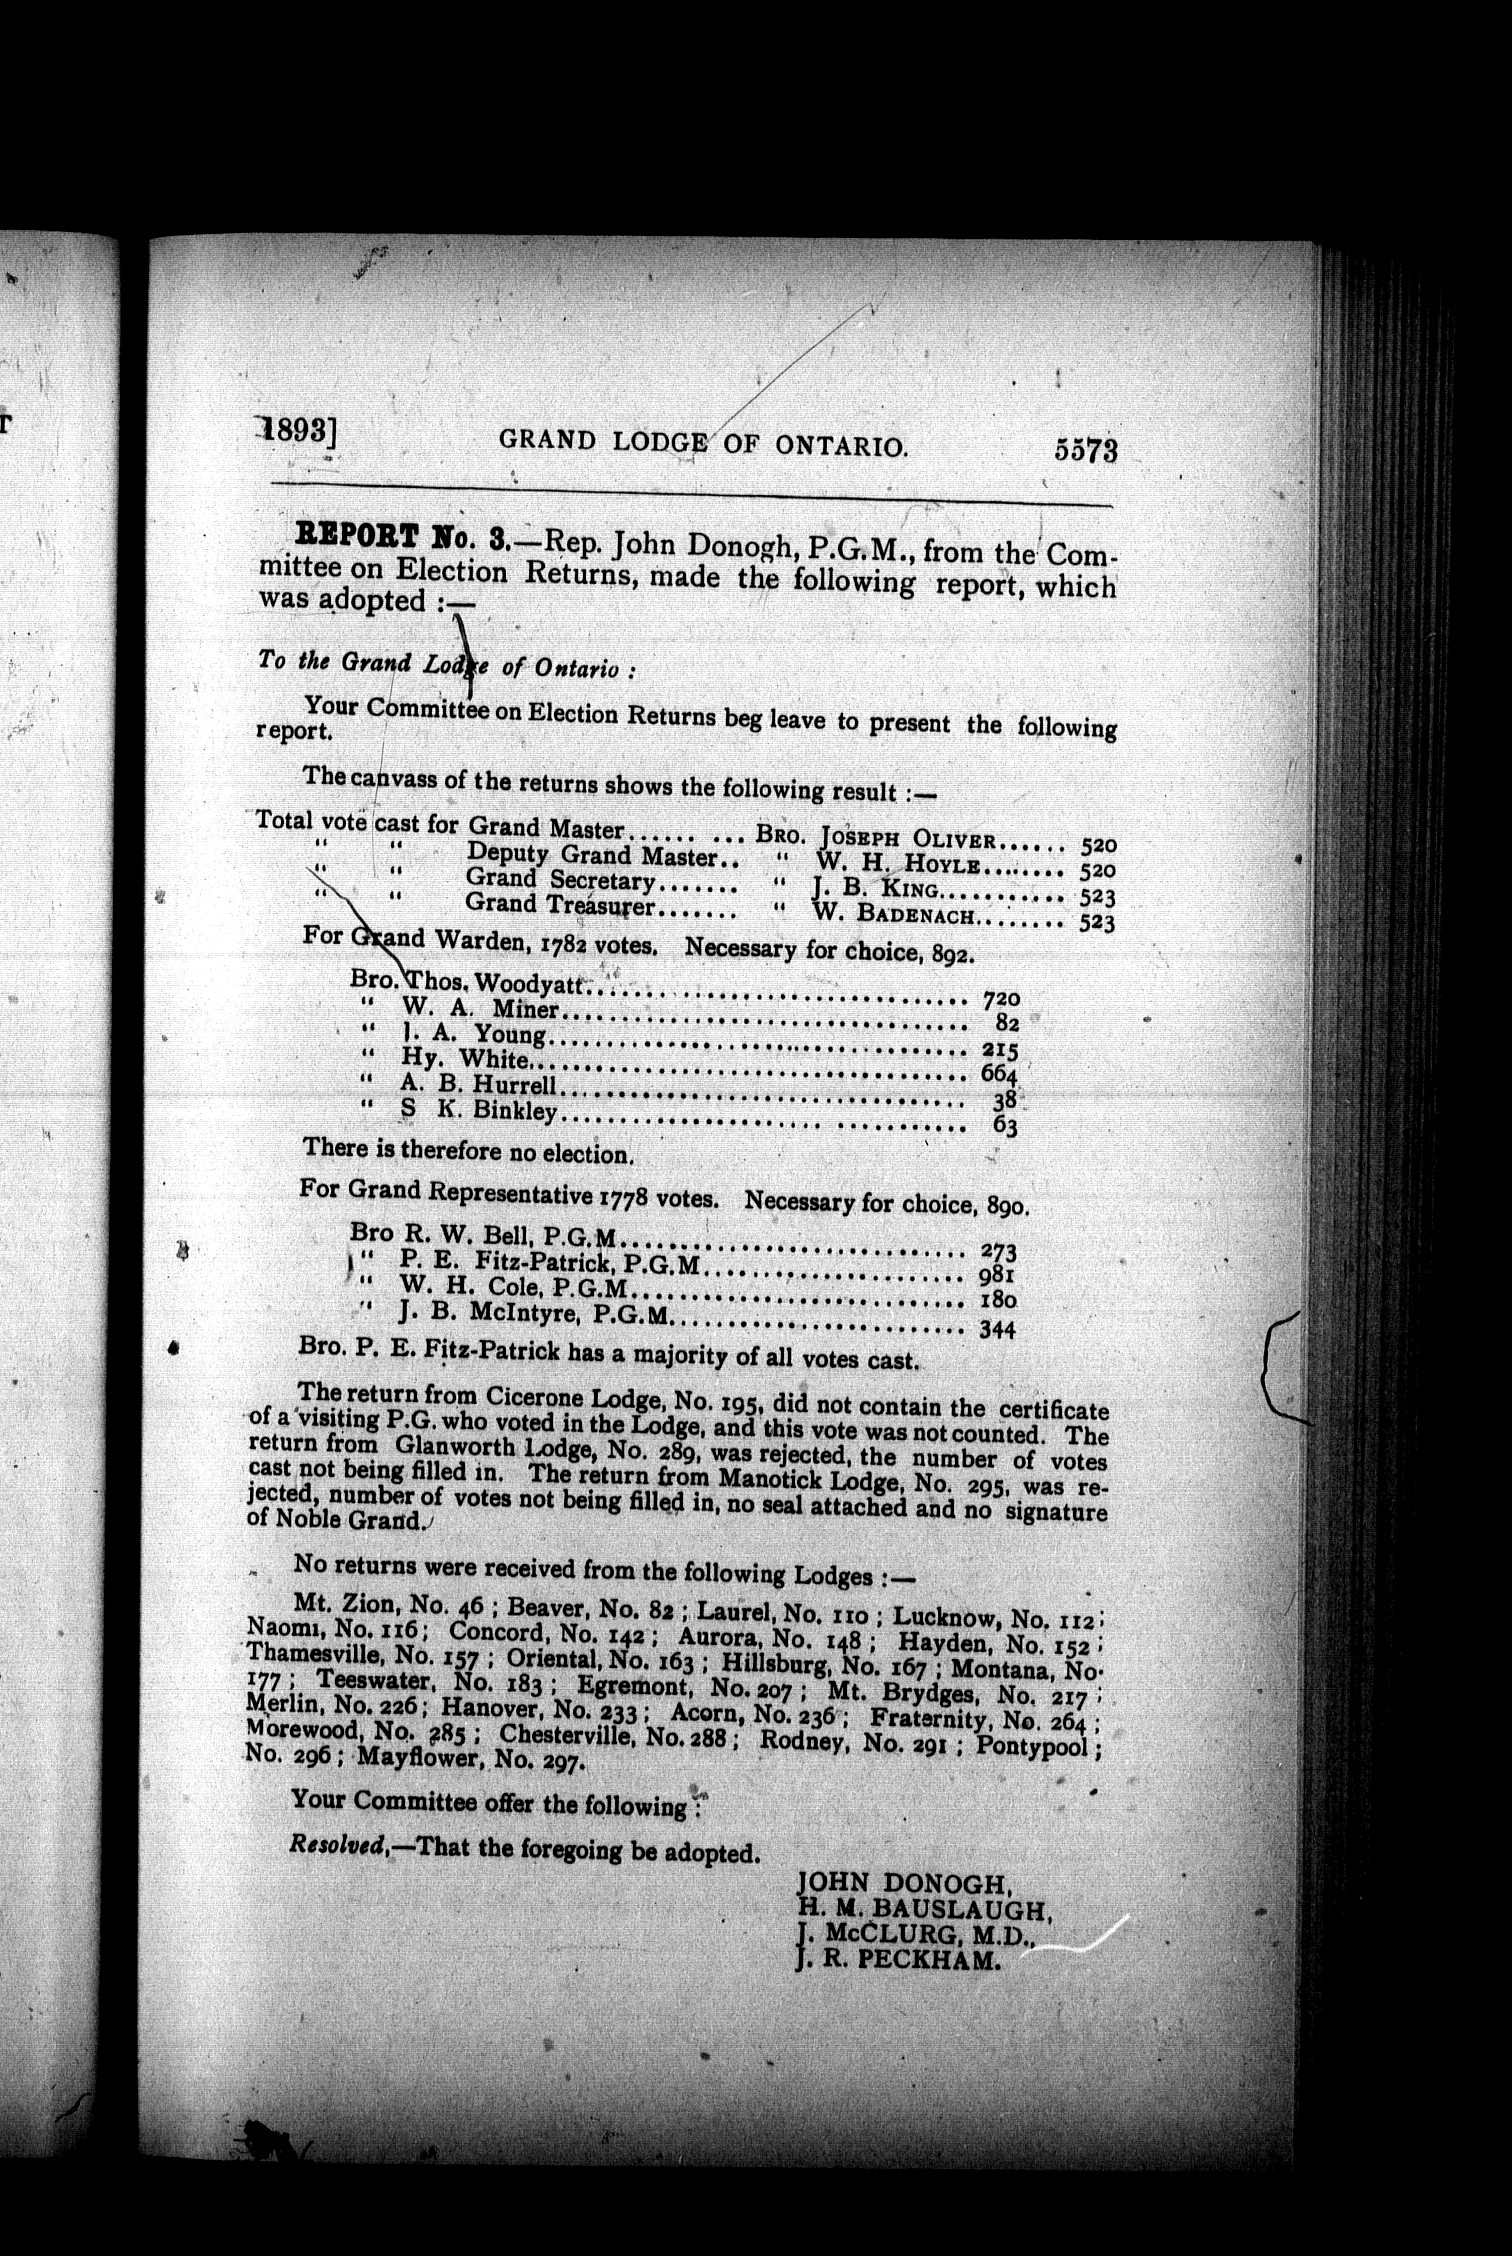 1893] GRAND LODGE OF ONTARIO. 5573
REPORT No. 3.—Rep. John Donogh, P.G.M., from the Com-
mittee on Election Returns, made the following report, which
was adopted :—
To the Grand Lodge of Ontario :
Your Committee on Election Returns beg leave to present the following
report.
The canvass of the returns shows the following result :—
Total vote cast for Grand Master...... ... BRO. JOSEPH OLIVER...... 520
" " Deputy Grand Master.. " W. H. HOYLE........ 520
" " Grand Secretary....... " J. B. KING........... 523
" " Grand Treasurer....... " W. BADENACH........ 523
For Grand Warden, 1782 votes. Necessary for choice, 892.
Bro. Thos. Woodyatt.................................... 720
" W. A. Miner.................................... 82
" J. A. Young.................................... 215
" Hy. White..................................... 664
" A. B. Hurrell.................................. 38
" S K. Binkley...................... ........... 63
There is therefore no election.
For Grand Representative 1778 votes. Necessary for choice, 890.
Bro R. W. Bell, P.G.M............................. 273
" P. E. Fitz-Patrick, P.G.M...................... 981
" W. H. Cole, P.G.M............................ 180
" J. B. McIntyre, P.G.M......................... 344
Bro. P. E. Fitz-Patrick has a majority of all votes cast.
The return from Cicerone Lodge, No. 195, did not contain the certificate
of a visiting P.G. who voted in the Lodge, and this vote was not counted. The
return from Glanworth Lodge, No. 289, was rejected, the number of votes
cast not being filled in. The return from Manotick Lodge, No. 295, was re-
jected, number of votes not being filled in, no seal attached and no signature
of Noble Grand.
No returns were received from the following Lodges :—
Mt. Zion, No. 46 ; Beaver, No. 82 ; Laurel, No. 110 ; Lucknow, No. 112 ;
Naomi, No. 116 ; Concord, No. 142 ; Aurora, No. 148 ; Hayden, No. 152 ;
Thamesville, No. 157 ; Oriental, No. 163 ; Hillsburg, No. 167 ; Montana, No.
177 ; Teeswater, No. 183 ; Egremont, No. 207 ; Mt. Brydges, No. 217 ;
Merlin, No. 226 ; Hanover, No. 233 ; Acorn, No. 236 ; Fraternity, No. 264 ;
Morewood, No. 285 ; Chesterville, No. 288 ; Rodney, No. 291 ; Pontypool ;
No. 296 ; Mayflower, No. 297.
Your Committee offer the following :
Resolved,—That the foregoing be adopted.
JOHN DONOGH,
H. M. BAUSLAUGH,
J. McCLURG, M.D.,
J. R. PECKHAM.